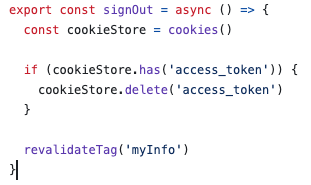 export const signOut = async () => {
  const cookieStore = cookies()

  if (cookieStore.has('access_token')) {
    cookieStore.delete('access_token')
  }

  revalidateTag('myInfo')
}